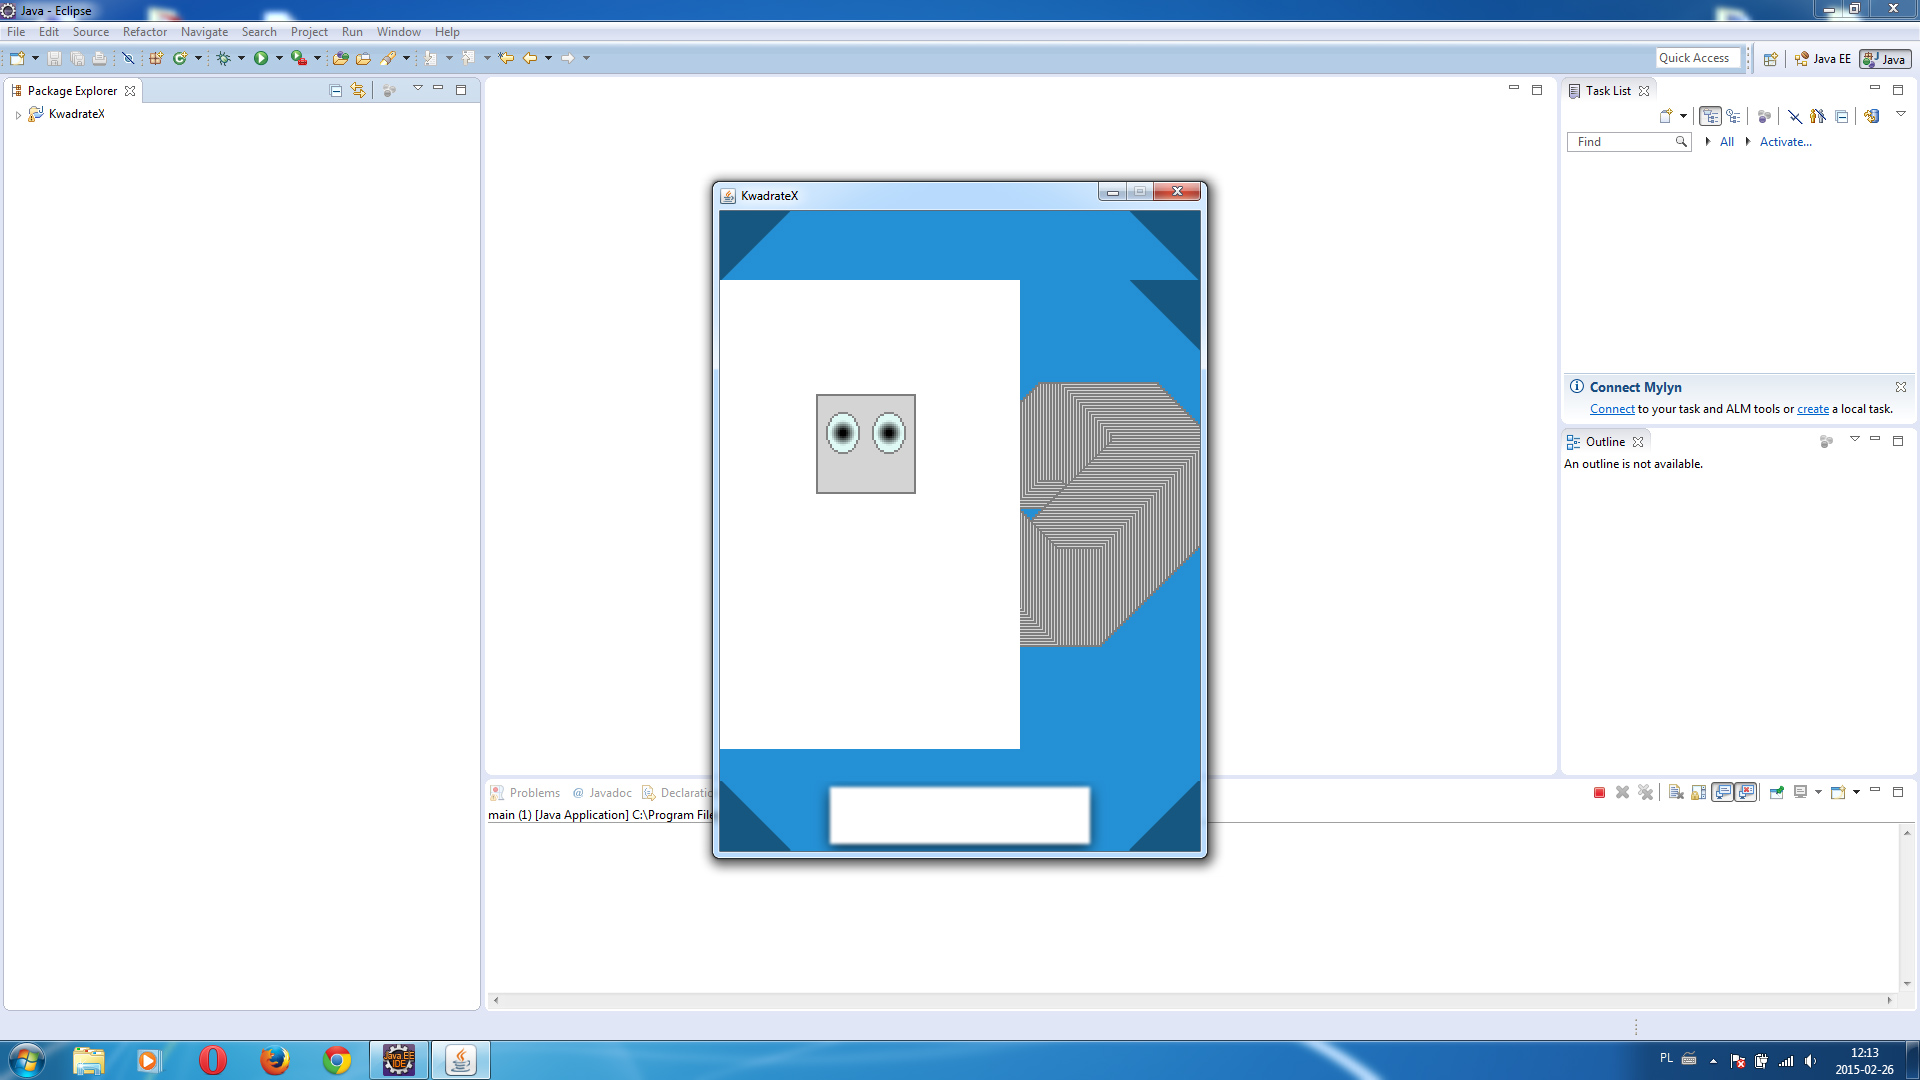 Java - Eclipse
File Edit Source Refactor Navigate Search Project Run Window Help
Quick Access
Java EE
Java
Package Explorer
KwadrateX
Task List
Find
All
Activate...
KwadrateX
Connect Mylyn
Connect to your task and ALM tools or create a local task.
Outline
An outline is not available.
Problems @ Javadoc Declaratio
main (1) [Java Application] C:\Program File
Java EE
IDE
PL
12:13
2015-02-26